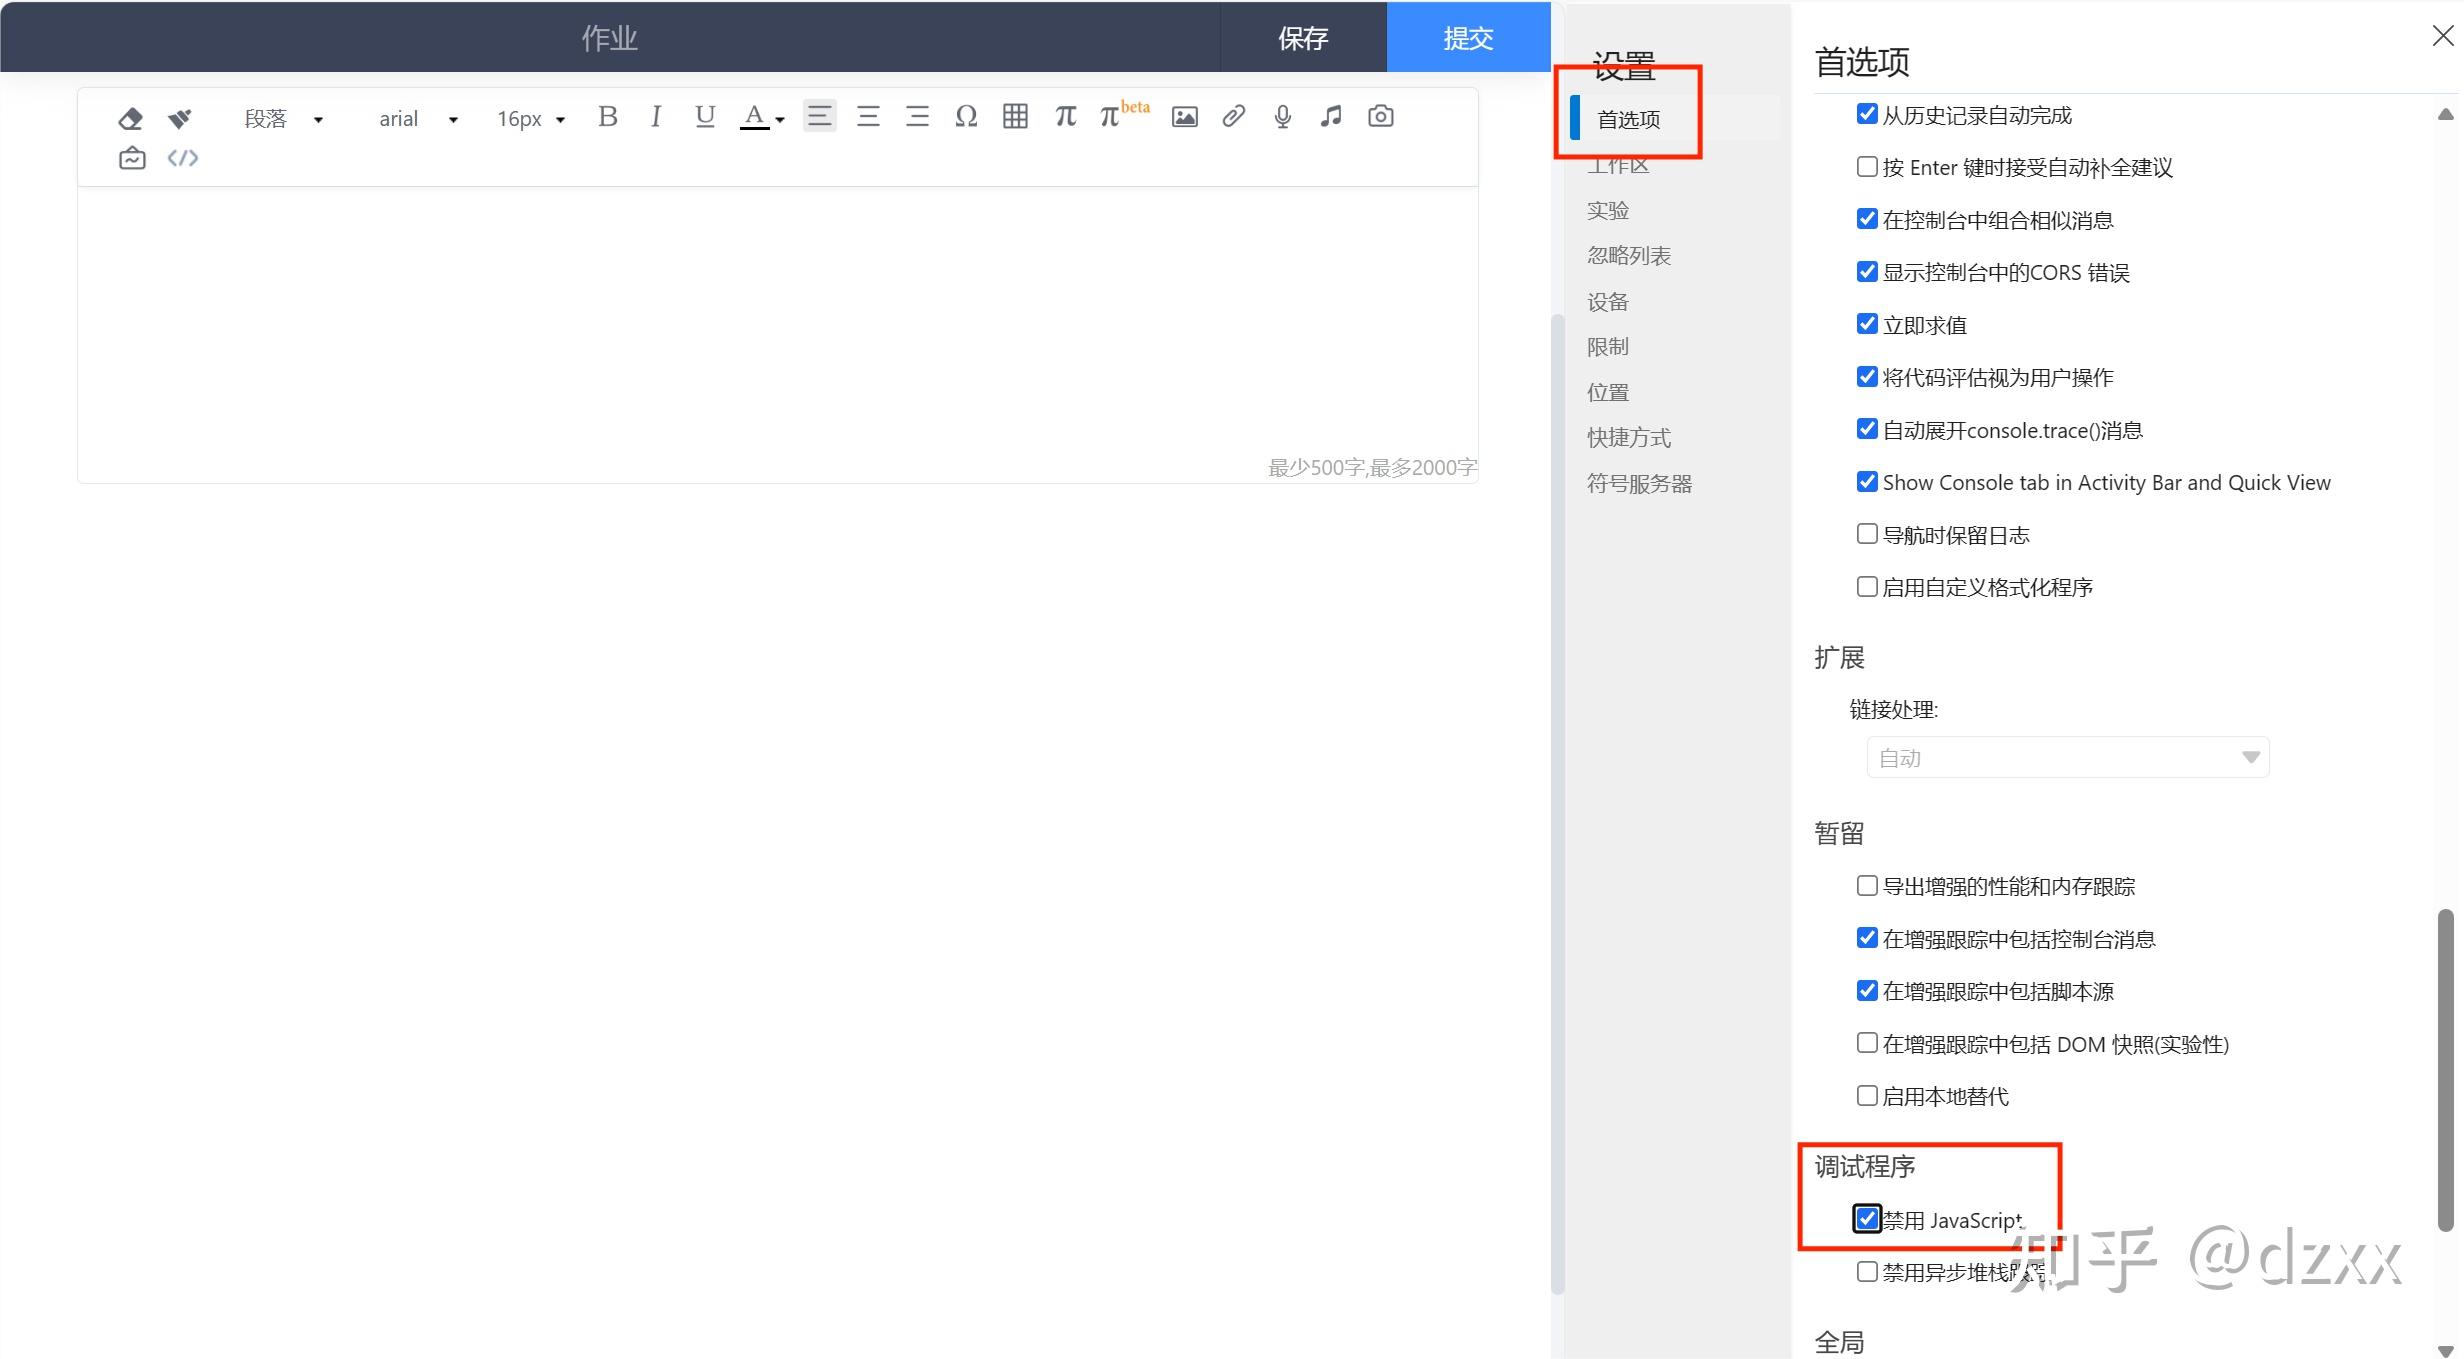 作业
保存
提交
段落
arial
16px
B
I
U
A
Ω
π
πbeta
</>
最少500字,最多2000字
设置
首选项
工作区
实验
忽略列表
设备
限制
位置
快捷方式
符号服务器
首选项
从历史记录自动完成
按 Enter 键时接受自动补全建议
在控制台中组合相似消息
显示控制台中的CORS 错误
立即求值
将代码评估视为用户操作
自动展开console.trace()消息
Show Console tab in Activity Bar and Quick View
导航时保留日志
启用自定义格式化程序
扩展
链接处理:
自动
暂留
导出增强的性能和内存跟踪
在增强跟踪中包括控制台消息
在增强跟踪中包括脚本源
在增强跟踪中包括 DOM 快照(实验性)
启用本地替代
调试程序
禁用 JavaScript
禁用异步堆栈跟踪
知乎 @dzxx
全局